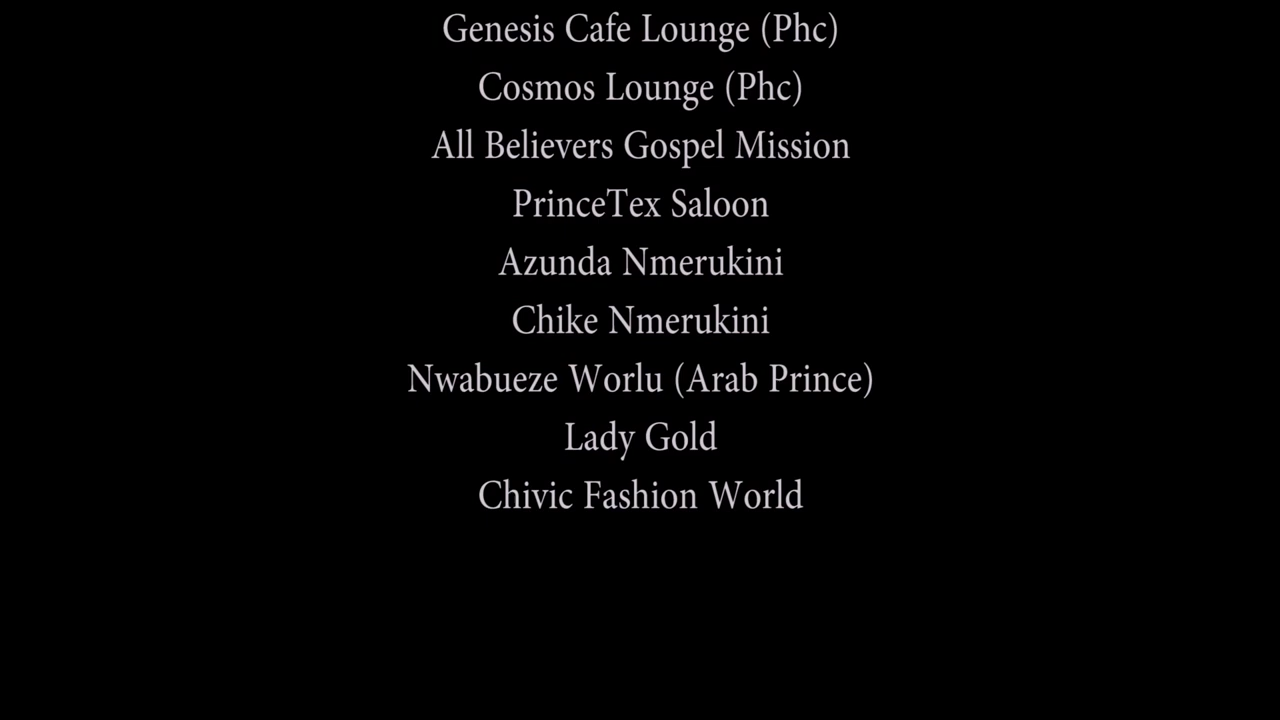 Genesis Cafe Lounge (Phc)
Cosmos Lounge (Phc)
All Believers Gospel Mission
PrinceTex Saloon
Azunda Nmerukini
Chike Nmerukini
Nwabueze Worlu (Arab Prince)
Lady Gold
Chivic Fashion World